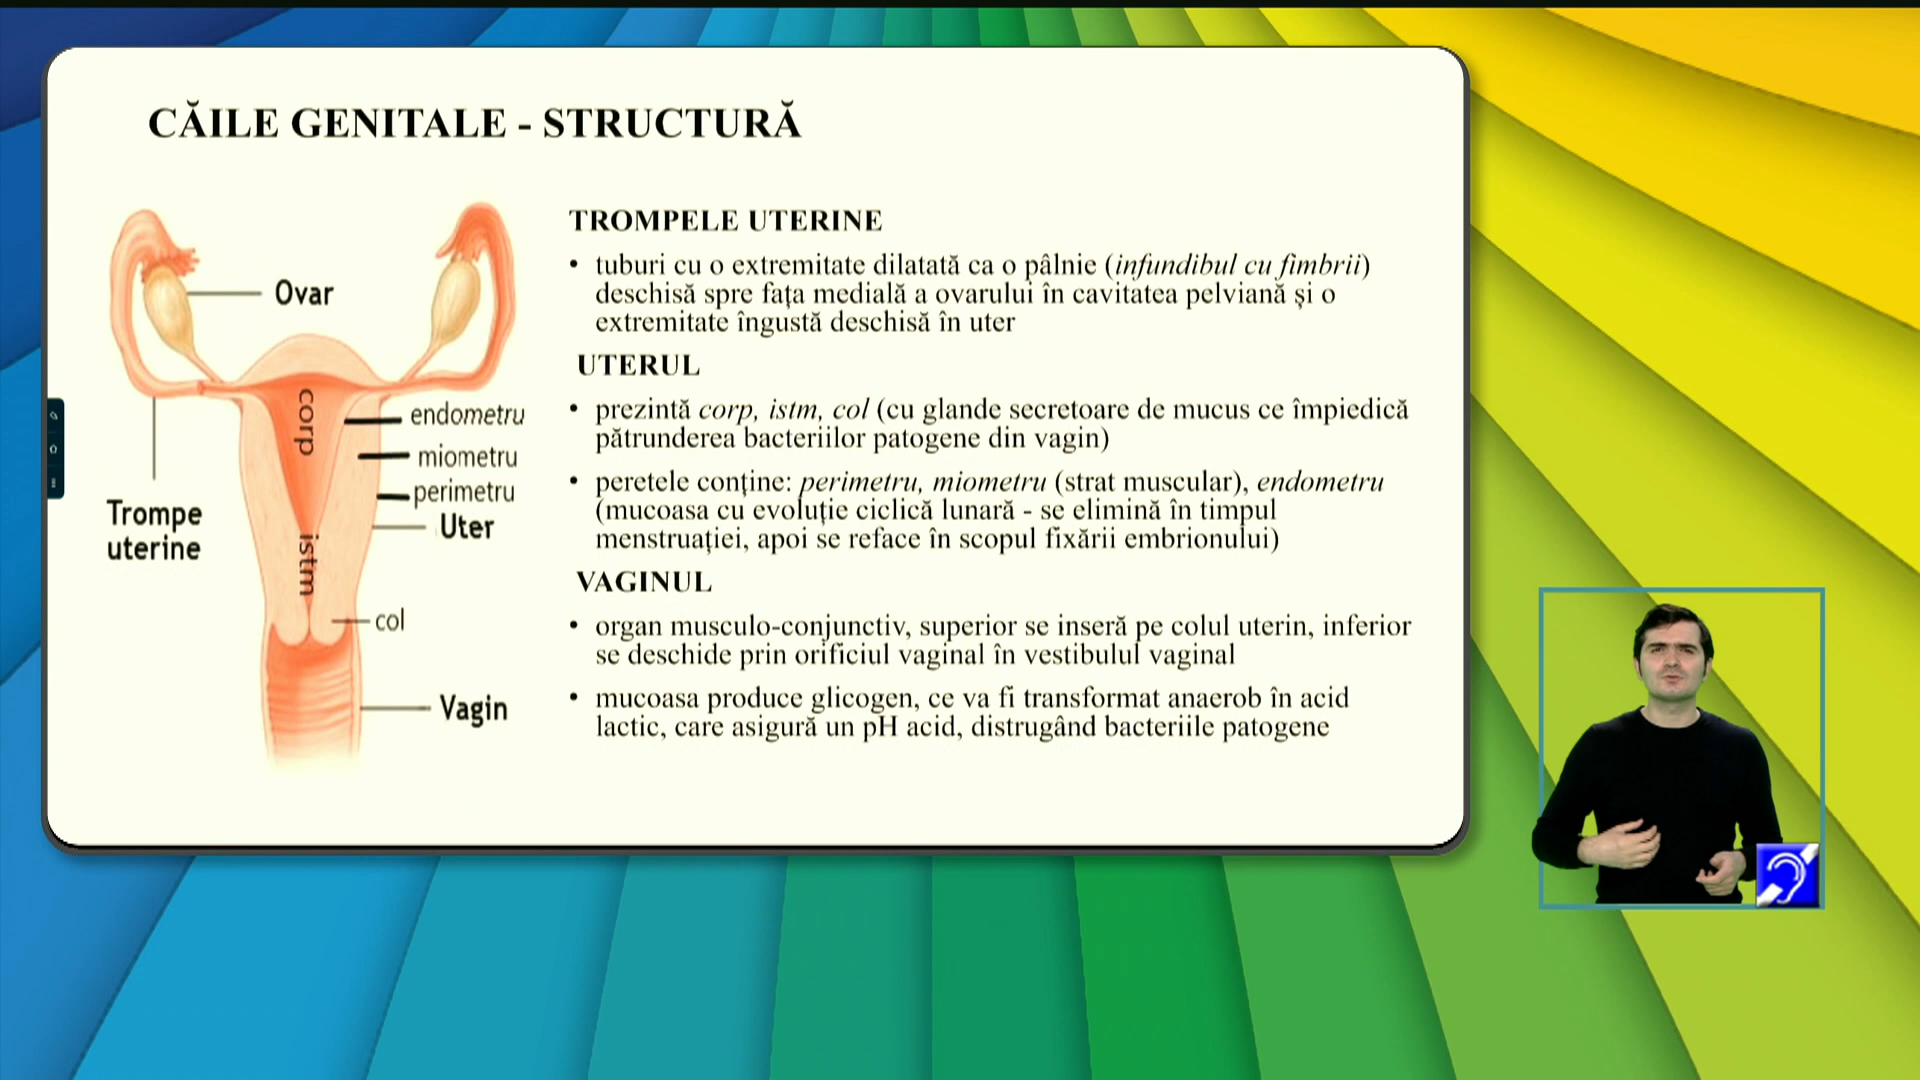 CĂILE GENITALE - STRUCTURĂ
Ovar
corp
endometru
miometru
perimetru
Uter
Trompe
uterine
istm
col
Vagin
TROMPELE UTERINE
• tuburi cu o extremitate dilatată ca o pâlnie (infundibul cu fimbrii)
deschisă spre fața medială a ovarului în cavitatea pelviană și o
extremitate îngustă deschisă în uter
UTERUL
• prezintă corp, istm, col (cu glande secretoare de mucus ce împiedică
pătrunderea bacteriilor patogene din vagin)
• peretele conține: perimetru, miometru (strat muscular), endometru
(mucoasa cu evoluție ciclică lunară - se elimină în timpul
menstruației, apoi se reface în scopul fixării embrionului)
VAGINUL
• organ musculo-conjunctiv, superior se inseră pe colul uterin, inferior
se deschide prin orificiul vaginal în vestibulul vaginal
• mucoasa produce glicogen, ce va fi transformat anaerob în acid
lactic, care asigură un pH acid, distrugând bacteriile patogene